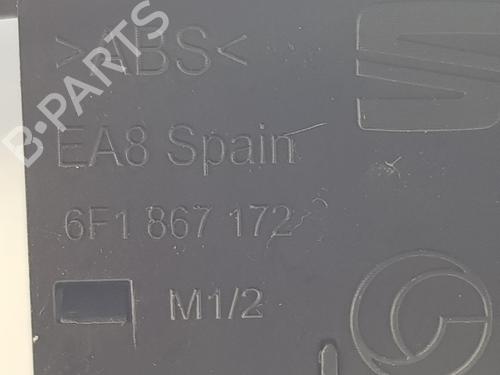 >ABS<
B-PARTS
EA8 Spain
6F1 867 172
M1/2